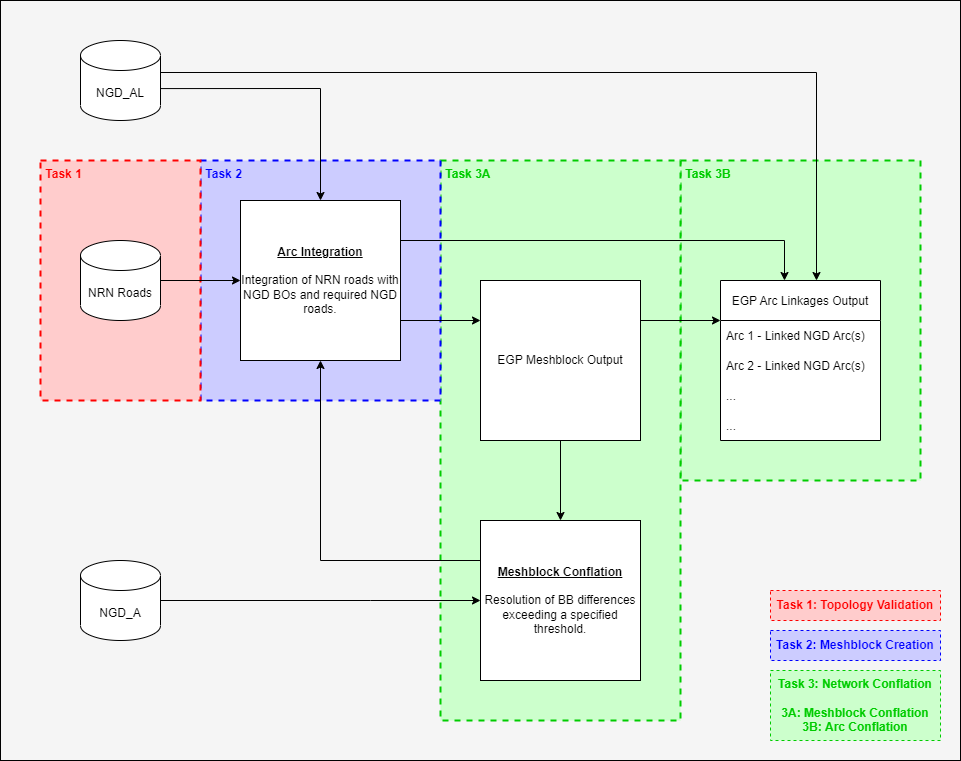 NGD_AL
Task 1
Task 2
Task 3A
Task 3B
Arc Integration
Integration of NRN roads with
NGD BOs and required NGD
roads.
NRN Roads
EGP Arc Linkages Output
Arc 1 - Linked NGD Arc(s)
Arc 2 - Linked NGD Arc(s)
...
...
EGP Meshblock Output
Meshblock Conflation
Resolution of BB differences
exceeding a specified
threshold.
NGD_A
Task 1: Topology Validation
Task 2: Meshblock Creation
Task 3: Network Conflation
3A: Meshblock Conflation
3B: Arc Conflation